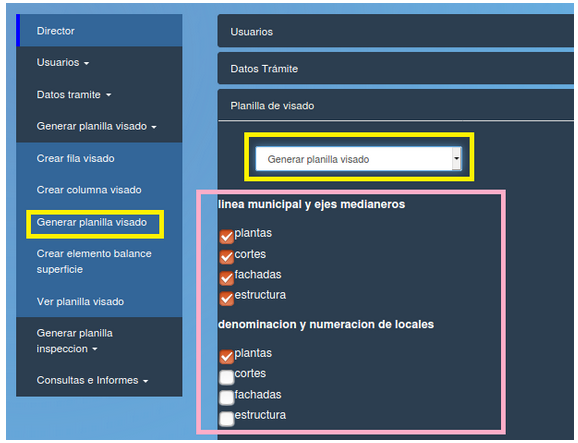 Director
Usuarios
Datos tramite
Generar planilla visado
Crear fila visado
Crear columna visado
Generar planilla visado
Crear elemento balance
superficie
Ver planilla visado
Generar planilla
inspeccion
Consultas e Informes
Usuarios
Datos Trámite
Planilla de visado
Generar planilla visado
linea municipal y ejes medianeros
plantas
cortes
fachadas
estructura
denominacion y numeracion de locales
plantas
cortes
fachadas
estructura